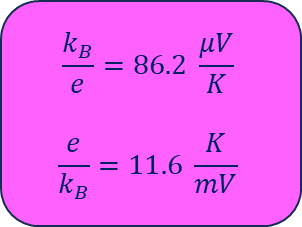 k_B/e = 86.2 μV/K
e/k_B = 11.6 K/mV